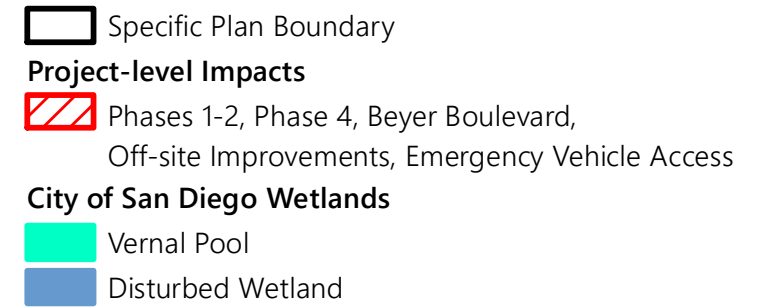 Specific Plan Boundary
Project-level Impacts
Phases 1-2, Phase 4, Beyer Boulevard,
Off-site Improvements, Emergency Vehicle Access
City of San Diego Wetlands
Vernal Pool
Disturbed Wetland